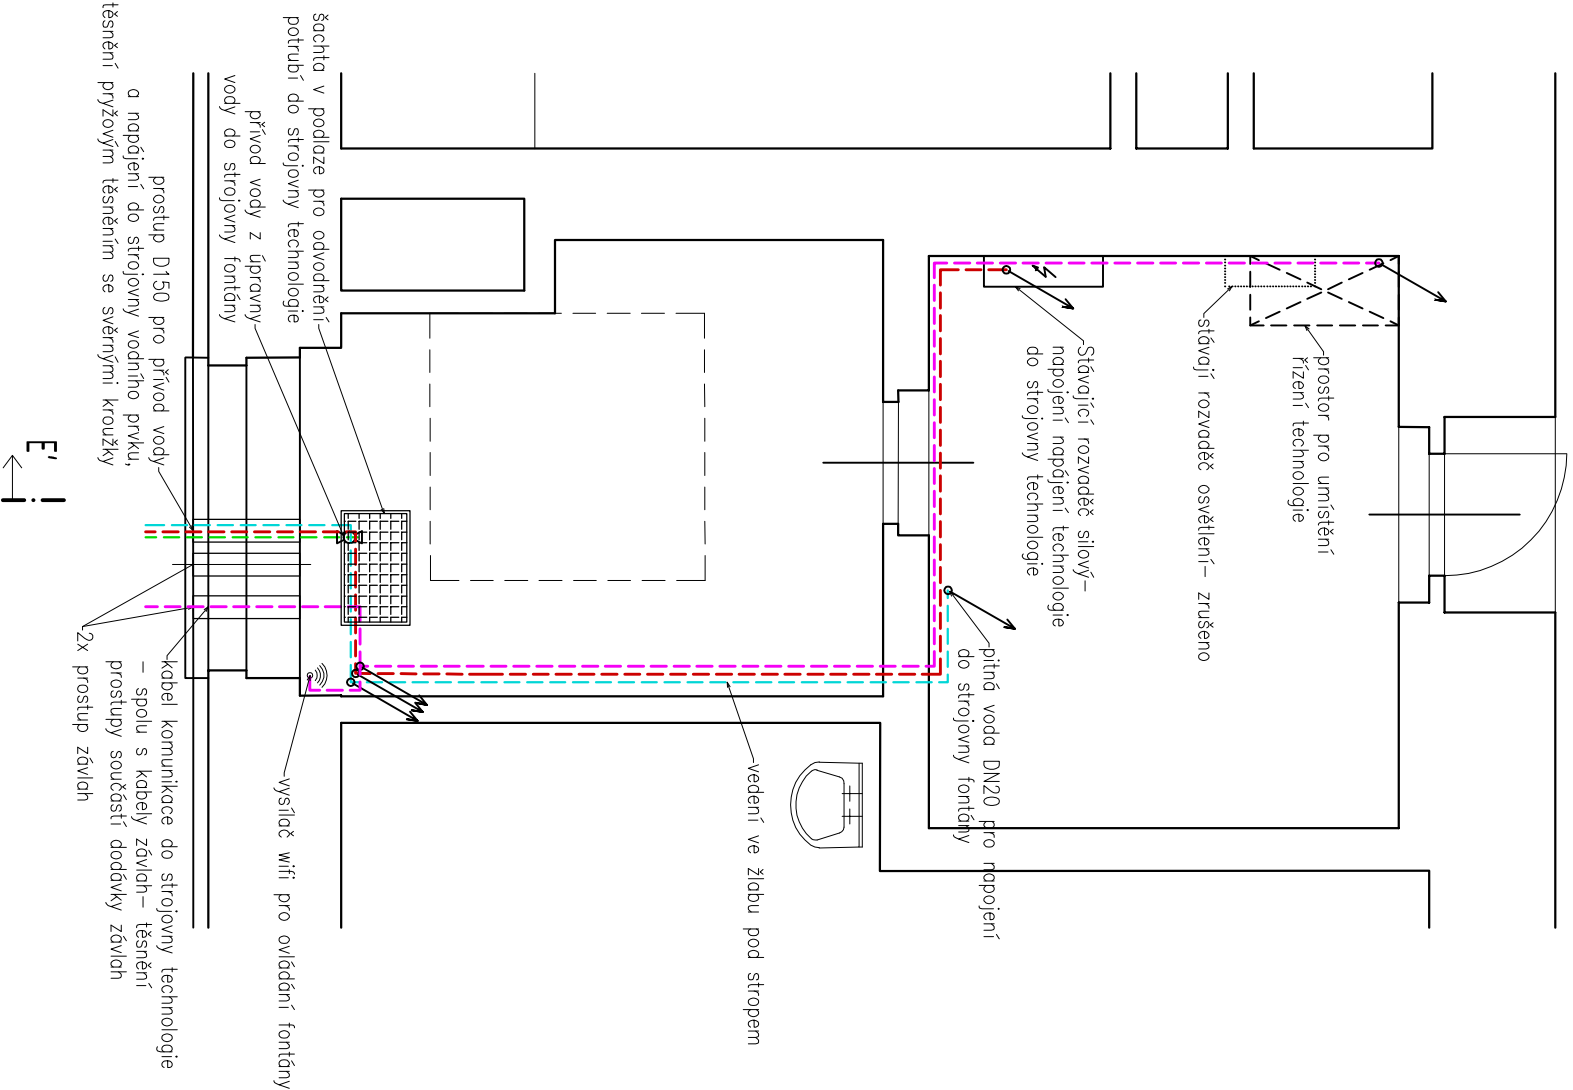 šachta v podlaze pro odvodnění
potrubí do strojovny technologie
přívod vody z úpravny
vody do strojovny fontány
prostup D150 pro přívod vody
a napájení do strojovny vodního prvku,
těsnění pryžovým těsněním se svěrnými kroužky
E'
2x prostup závlah
kabel komunikace do strojovny technologie
– spolu s kabely závlah– těsnění
prostupy součástí dodávky závlah
vysílač wifi pro ovládání fontány
vedení ve žlabu pod stropem
pitná voda DN20 pro napojení
do strojovny fontány
Stávající rozvaděč silový–
napojení napájení technologie
do strojovny technologie
stávají rozvaděč osvětlení– zrušeno
prostor pro umístění
řízení technologie